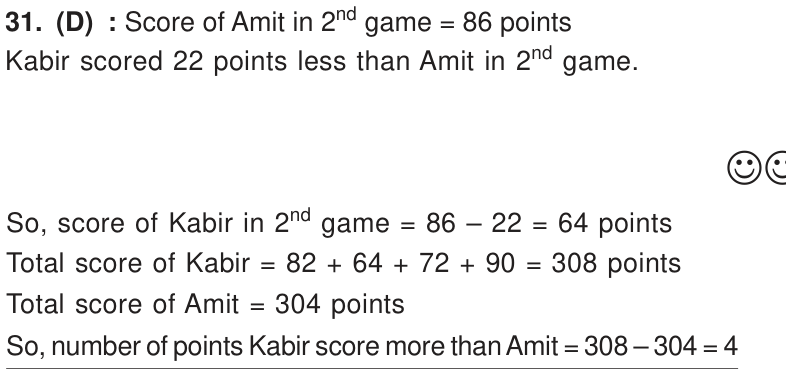 31. (D) : Score of Amit in 2nd game = 86 points
Kabir scored 22 points less than Amit in 2nd game.
So, score of Kabir in 2nd game = 86 – 22 = 64 points
Total score of Kabir = 82 + 64 + 72 + 90 = 308 points
Total score of Amit = 304 points
So, number of points Kabir score more than Amit = 308 – 304 = 4